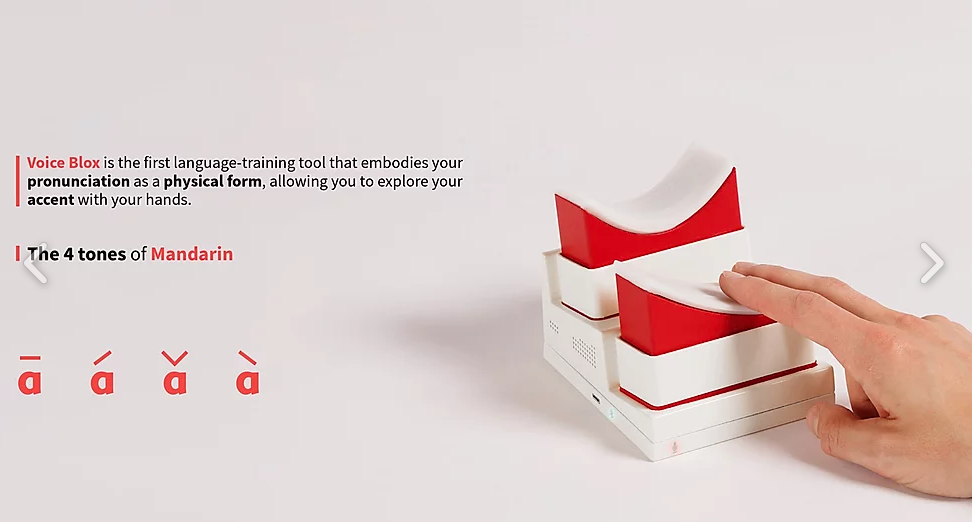 Voice Blox is the first language-training tool that embodies your
pronunciation as a physical form, allowing you to explore your
accent with your hands.
The 4 tones of Mandarin
ā á ǎ à